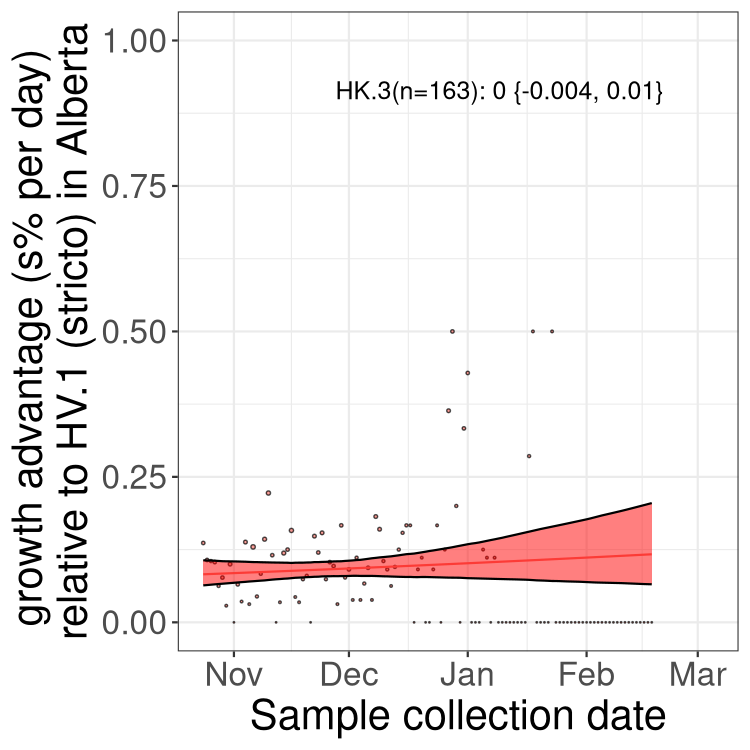 growth advantage (s% per day)
relative to HV.1 (stricto) in Alberta
1.00
HK.3(n=163): 0 {-0.004, 0.01}
0.75
0.50
0.25
0.00
Nov Dec Jan Feb Mar
Sample collection date